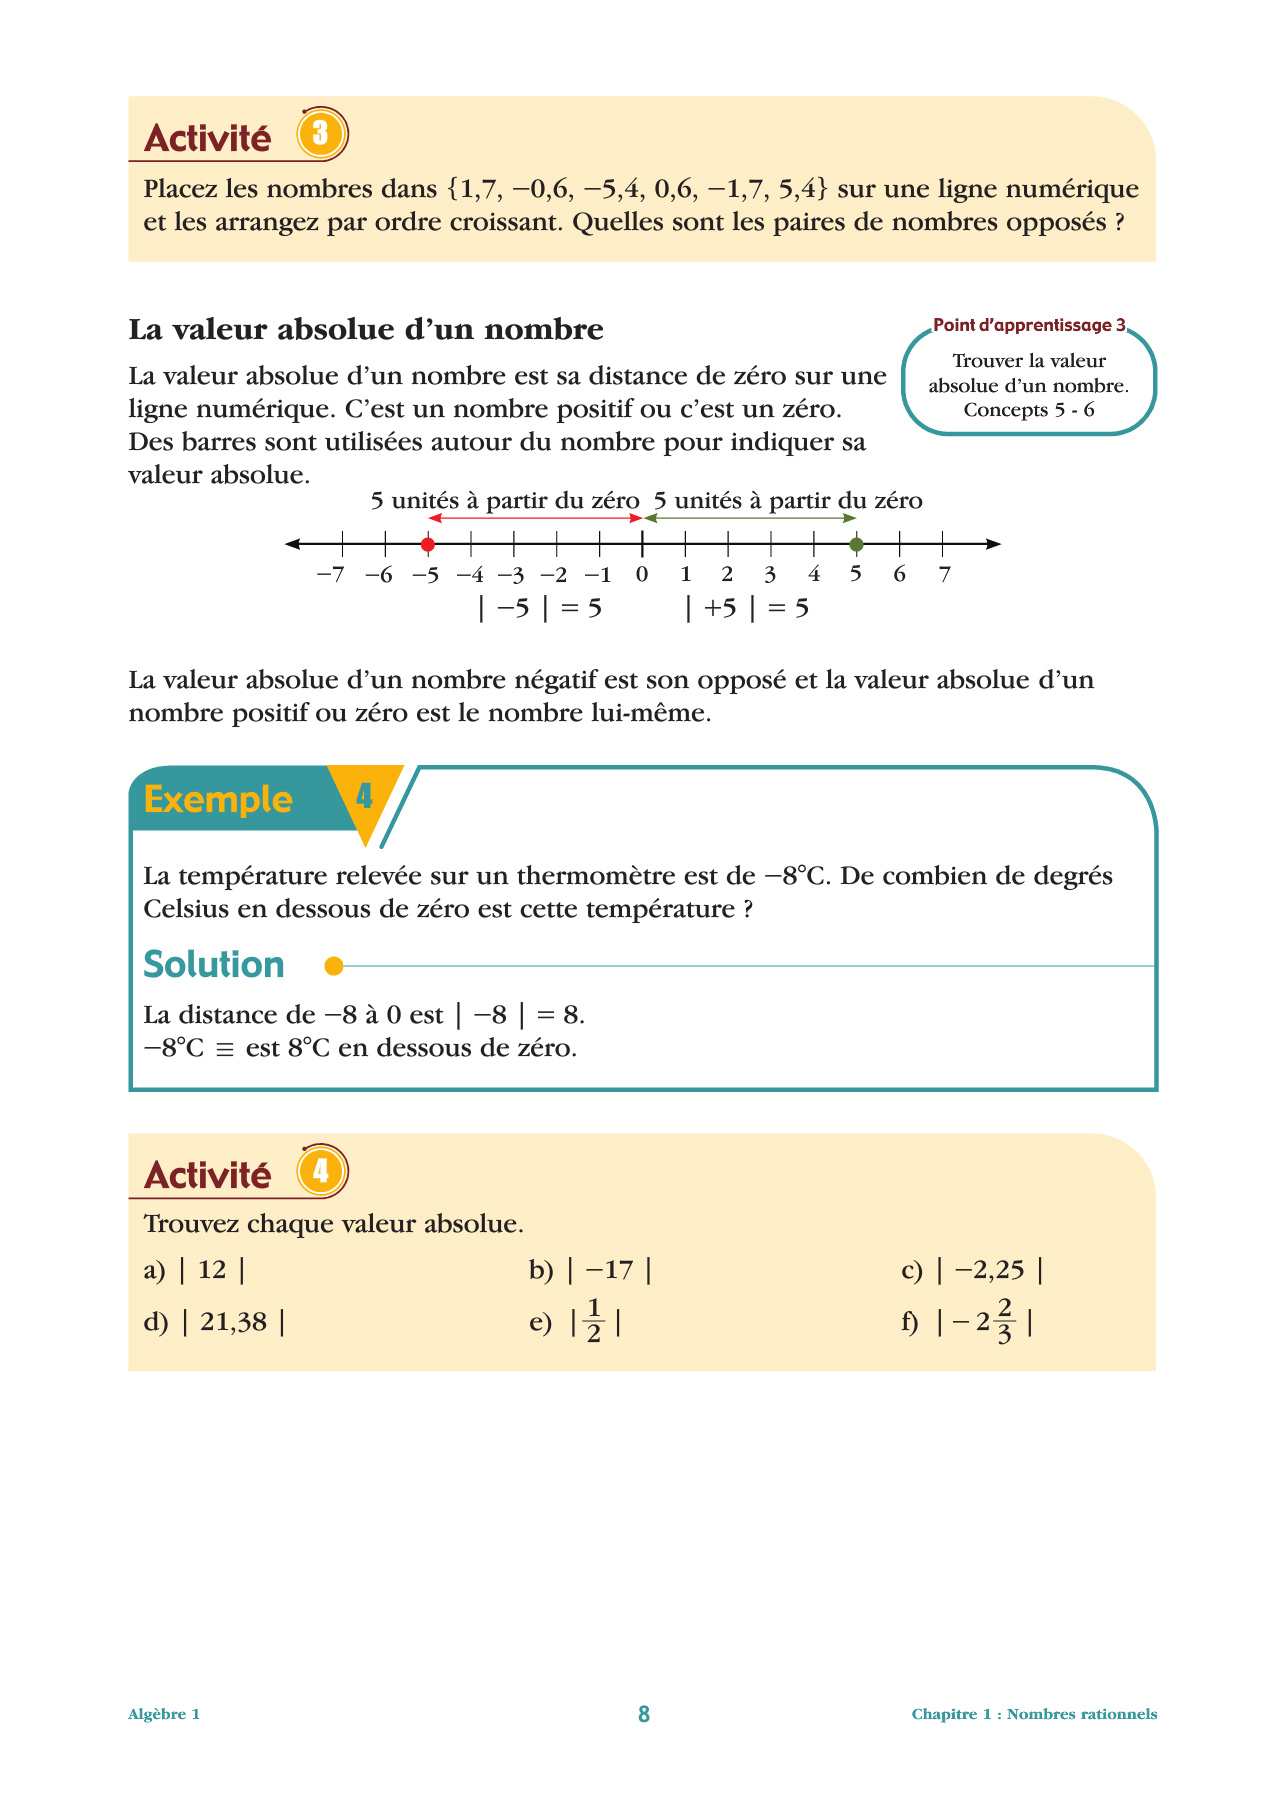 Activité 3
Placez les nombres dans {1,7, −0,6, −5,4, 0,6, −1,7, 5,4} sur une ligne numérique
et les arrangez par ordre croissant. Quelles sont les paires de nombres opposés ?
La valeur absolue d’un nombre
La valeur absolue d’un nombre est sa distance de zéro sur une
ligne numérique. C’est un nombre positif ou c’est un zéro.
Des barres sont utilisées autour du nombre pour indiquer sa
valeur absolue.
Point d’apprentissage 3
Trouver la valeur
absolue d’un nombre.
Concepts 5 - 6
5 unités à partir du zéro 5 unités à partir du zéro
−7 −6 −5 −4 −3 −2 −1 0 1 2 3 4 5 6 7
| −5 | = 5 | +5 | = 5
La valeur absolue d’un nombre négatif est son opposé et la valeur absolue d’un
nombre positif ou zéro est le nombre lui-même.
Exemple 4
La température relevée sur un thermomètre est de −8°C. De combien de degrés
Celsius en dessous de zéro est cette température ?
Solution
La distance de −8 à 0 est | −8 | = 8.
−8°C ≡ est 8°C en dessous de zéro.
Activité 4
Trouvez chaque valeur absolue.
a) | 12 | b) | −17 | c) | −2,25 |
d) | 21,38 | e) | 1/2 | f) | − 2 2/3 |
Algèbre 1 8 Chapitre 1 : Nombres rationnels